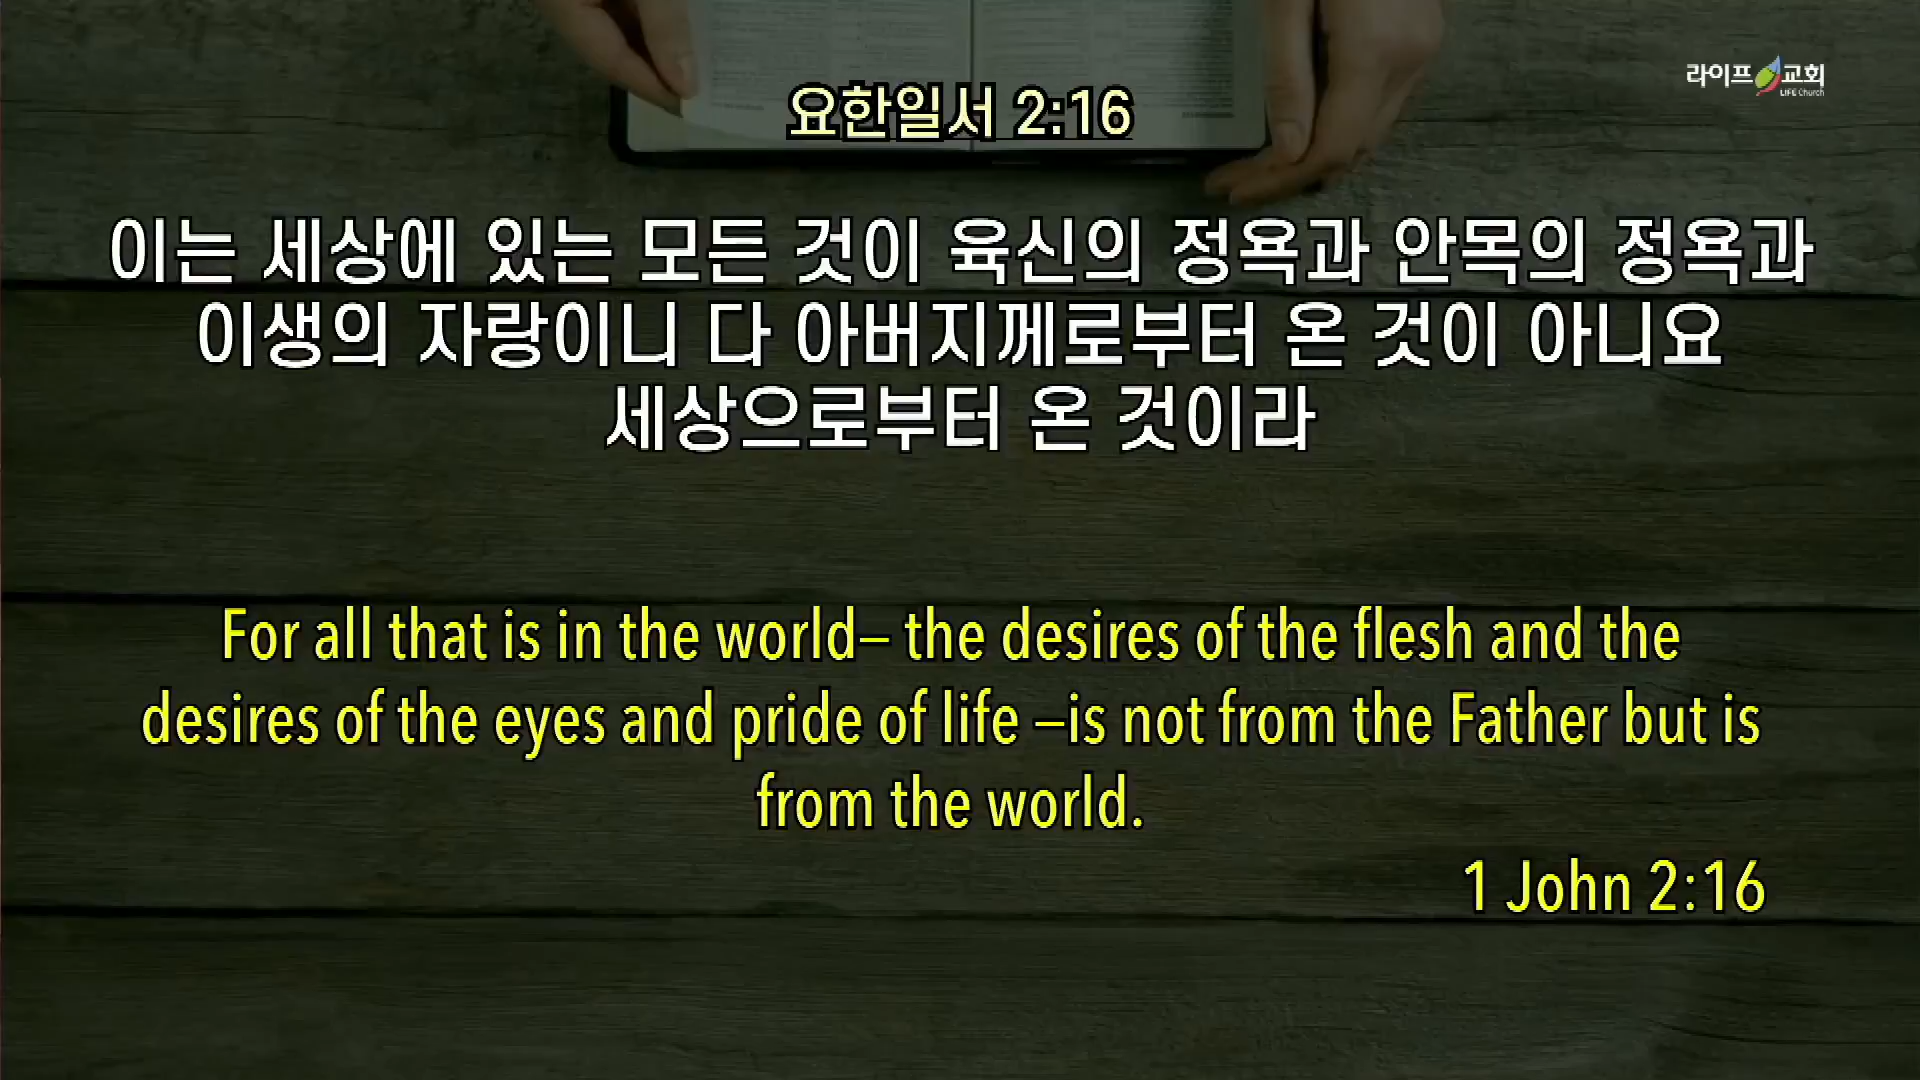 라이프교회
LIFE Church
요한일서 2:16
이는 세상에 있는 모든 것이 육신의 정욕과 안목의 정욕과
이생의 자랑이니 다 아버지께로부터 온 것이 아니요
세상으로부터 온 것이라
For all that is in the world– the desires of the flesh and the
desires of the eyes and pride of life –is not from the Father but is
from the world.
1 John 2:16